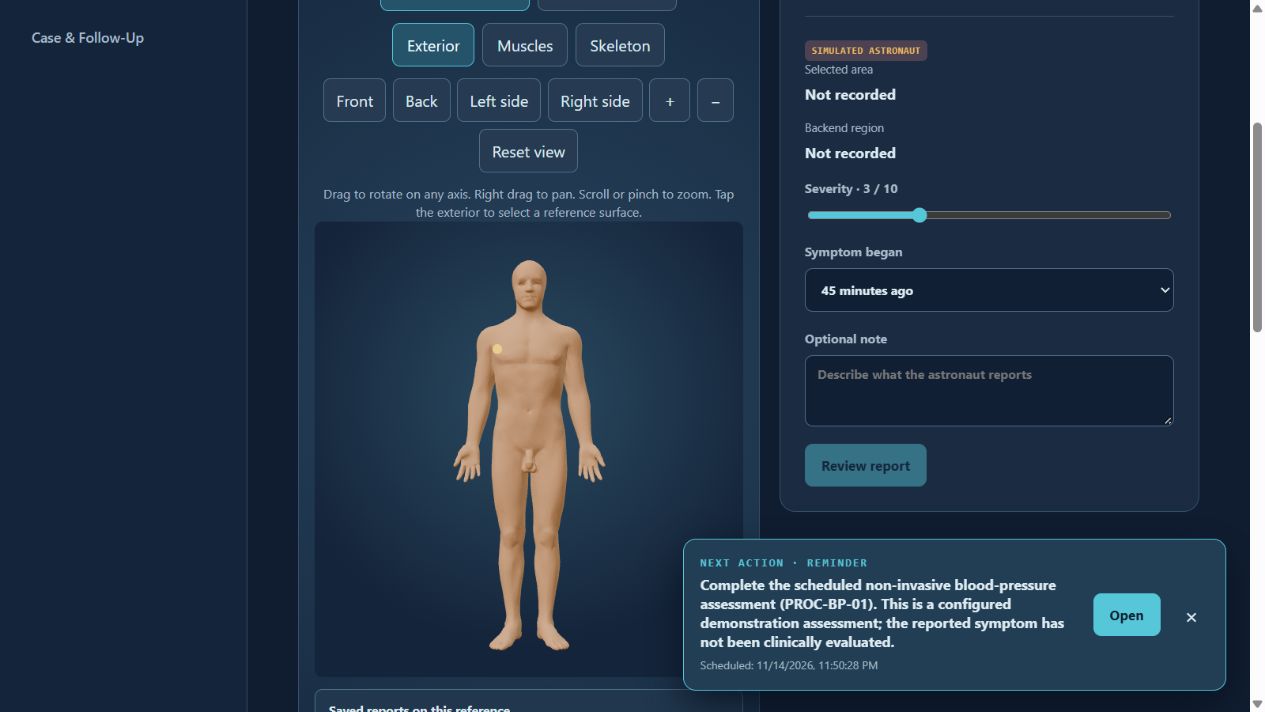 Case & Follow-Up
Exterior
Muscles
Skeleton
Front
Back
Left side
Right side
+
−
Reset view
Drag to rotate on any axis. Right drag to pan. Scroll or pinch to zoom. Tap
the exterior to select a reference surface.
Saved reports on this reference
SIMULATED ASTRONAUT
Selected area
Not recorded
Backend region
Not recorded
Severity · 3 / 10
Symptom began
45 minutes ago
Optional note
Describe what the astronaut reports
Review report
NEXT ACTION · REMINDER
Complete the scheduled non-invasive blood-pressure
assessment (PROC-BP-01). This is a configured
demonstration assessment; the reported symptom has
not been clinically evaluated.
Scheduled: 11/14/2026, 11:50:28 PM
Open
×